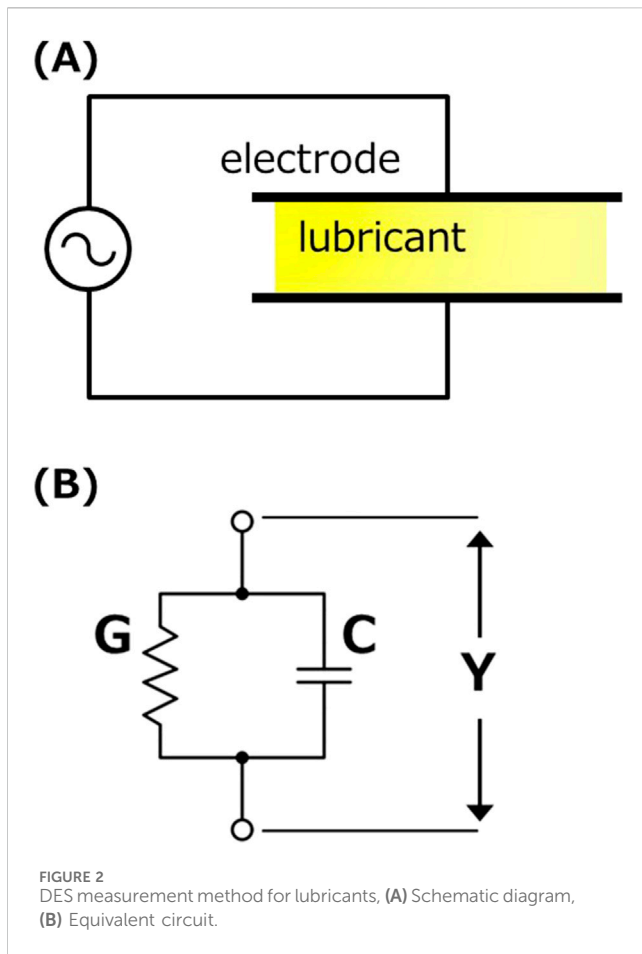 (A)
electrode
lubricant
(B)
G
C
Y
FIGURE 2
DES measurement method for lubricants, (A) Schematic diagram,
(B) Equivalent circuit.